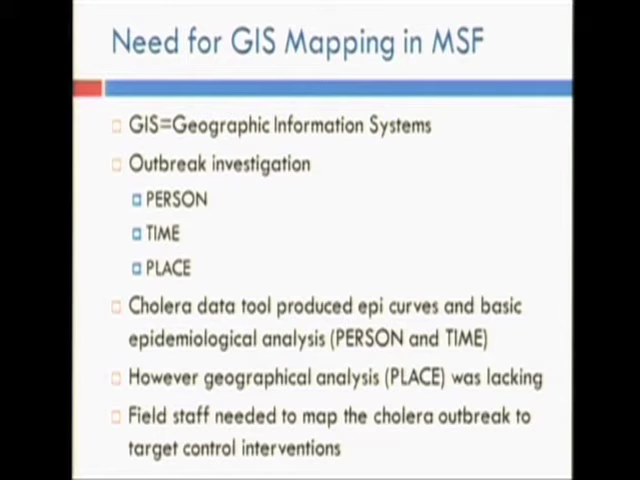 Need for GIS Mapping in MSF
GIS=Geographic Information Systems
Outbreak investigation
PERSON
TIME
PLACE
Cholera data tool produced epi curves and basic
epidemiological analysis (PERSON and TIME)
However geographical analysis (PLACE) was lacking
Field staff needed to map the cholera outbreak to
target control interventions